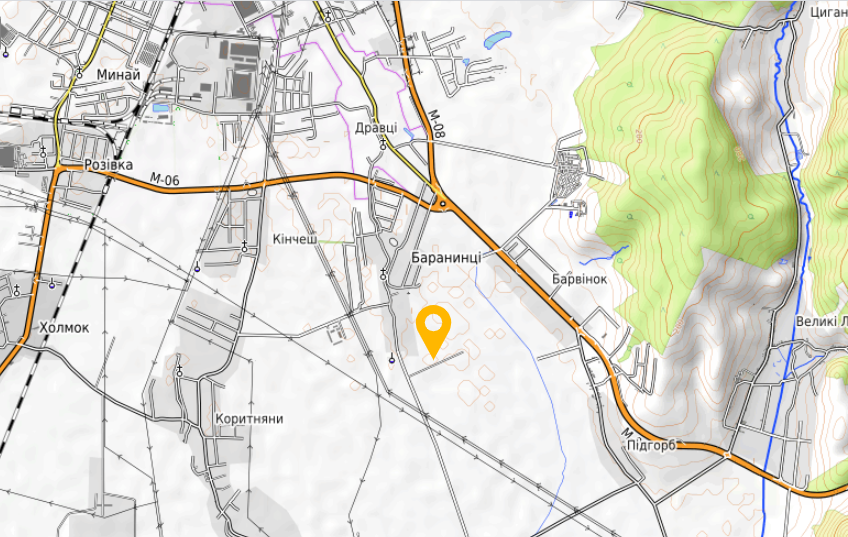 Циган
Минай
М-08
Дравці
Розівка
М-06
Кінчеш
Баранинці
Барвінок
Холмок
Великі Л
Коритняни
Підгорб